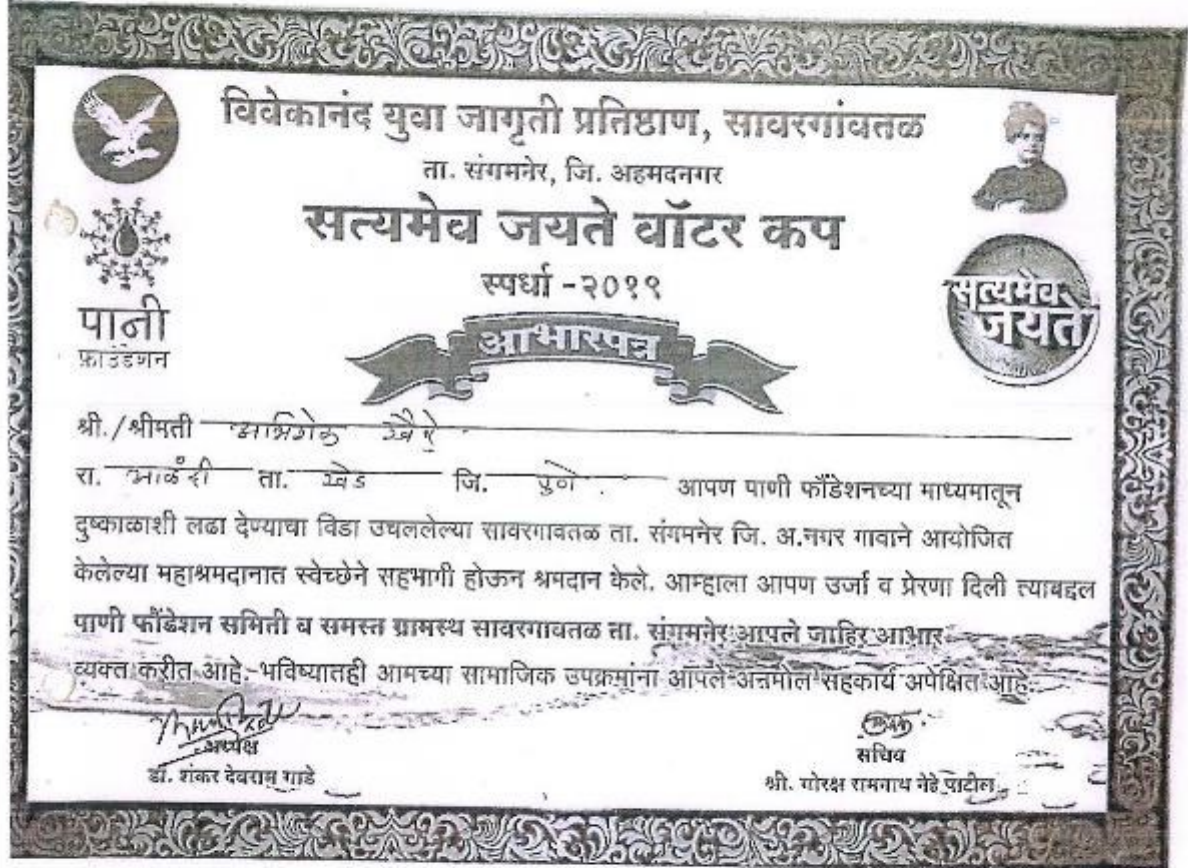 विवेकानंद युवा जागृती प्रतिष्ठाण, सावरगांवतळ
ता. संगमनेर, जि. अहमदनगर
सत्यमेव जयते वॉटर कप
स्पर्धा -२०१९
आभारपत्र
पानी
फ़ाउंडेशन
सत्यमेव
जयते
श्री./श्रीमती अभिषेक खैरे
रा. आळंदी ता. खेड जि. पुणे. आपण पाणी फौंडेशनच्या माध्यमातून
दुष्काळाशी लढा देण्याचा विडा उचललेल्या सावरगावतळ ता. संगमनेर जि. अ.नगर गावाने आयोजित
केलेल्या महाश्रमदानात स्वेच्छेने सहभागी होऊन श्रमदान केले. आम्हाला आपण उर्जा व प्रेरणा दिली त्याबद्दल
पाणी फौंडेशन समिती व समस्त ग्रामस्थ सावरगावतळ ता. संगमनेर आपले जाहिर आभार
व्यक्त करीत आहे. भविष्यातही आमच्या सामाजिक उपक्रमांना आपले अनमोल सहकार्य अपेक्षित आहे.
अध्यक्ष
डॉ. शंकर देवराम गाडे
सचिव
श्री. गोरक्ष रामनाथ नेहे पाटील